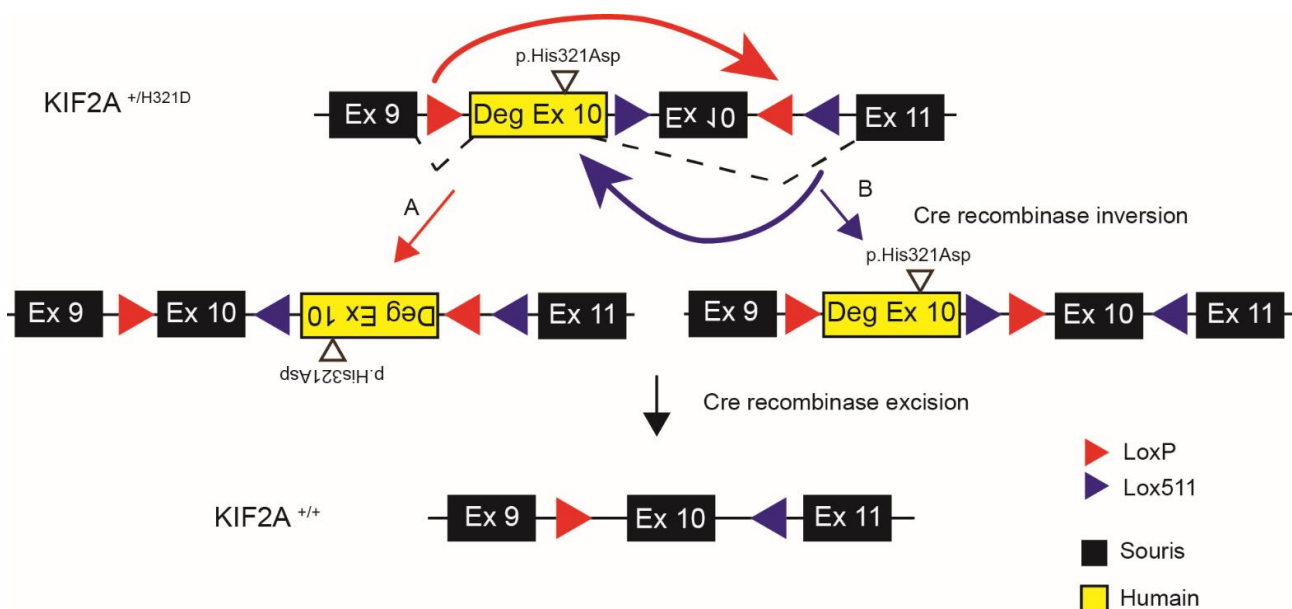 p.His321Asp
KIF2A +/H321D
Ex 9
Deg Ex 10
Ex 10
Ex 11
A
B
Cre recombinase inversion
p.His321Asp
Ex 9
Ex 10
Deg Ex 10
Ex 11
Ex 9
Deg Ex 10
Ex 10
Ex 11
p.His321Asp
Cre recombinase excision
LoxP
Lox511
KIF2A +/+
Ex 9
Ex 10
Ex 11
Souris
Humain